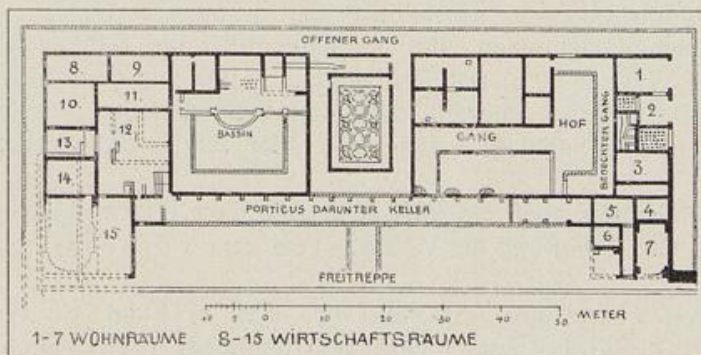 OFFENER GANG
8. 9. 1.
10. 11. 2.
12. BASSIN HOF BEDECKTER GANG
13. GANG
14. 3.
PORTICUS DARUNTER KELLER 5. 4.
15. 6. 7
FREITREPPE
10 5 0 10 20 30 40 50 METER
1-7 WOHNRÄUME 8-15 WIRTSCHAFTSRÄUME